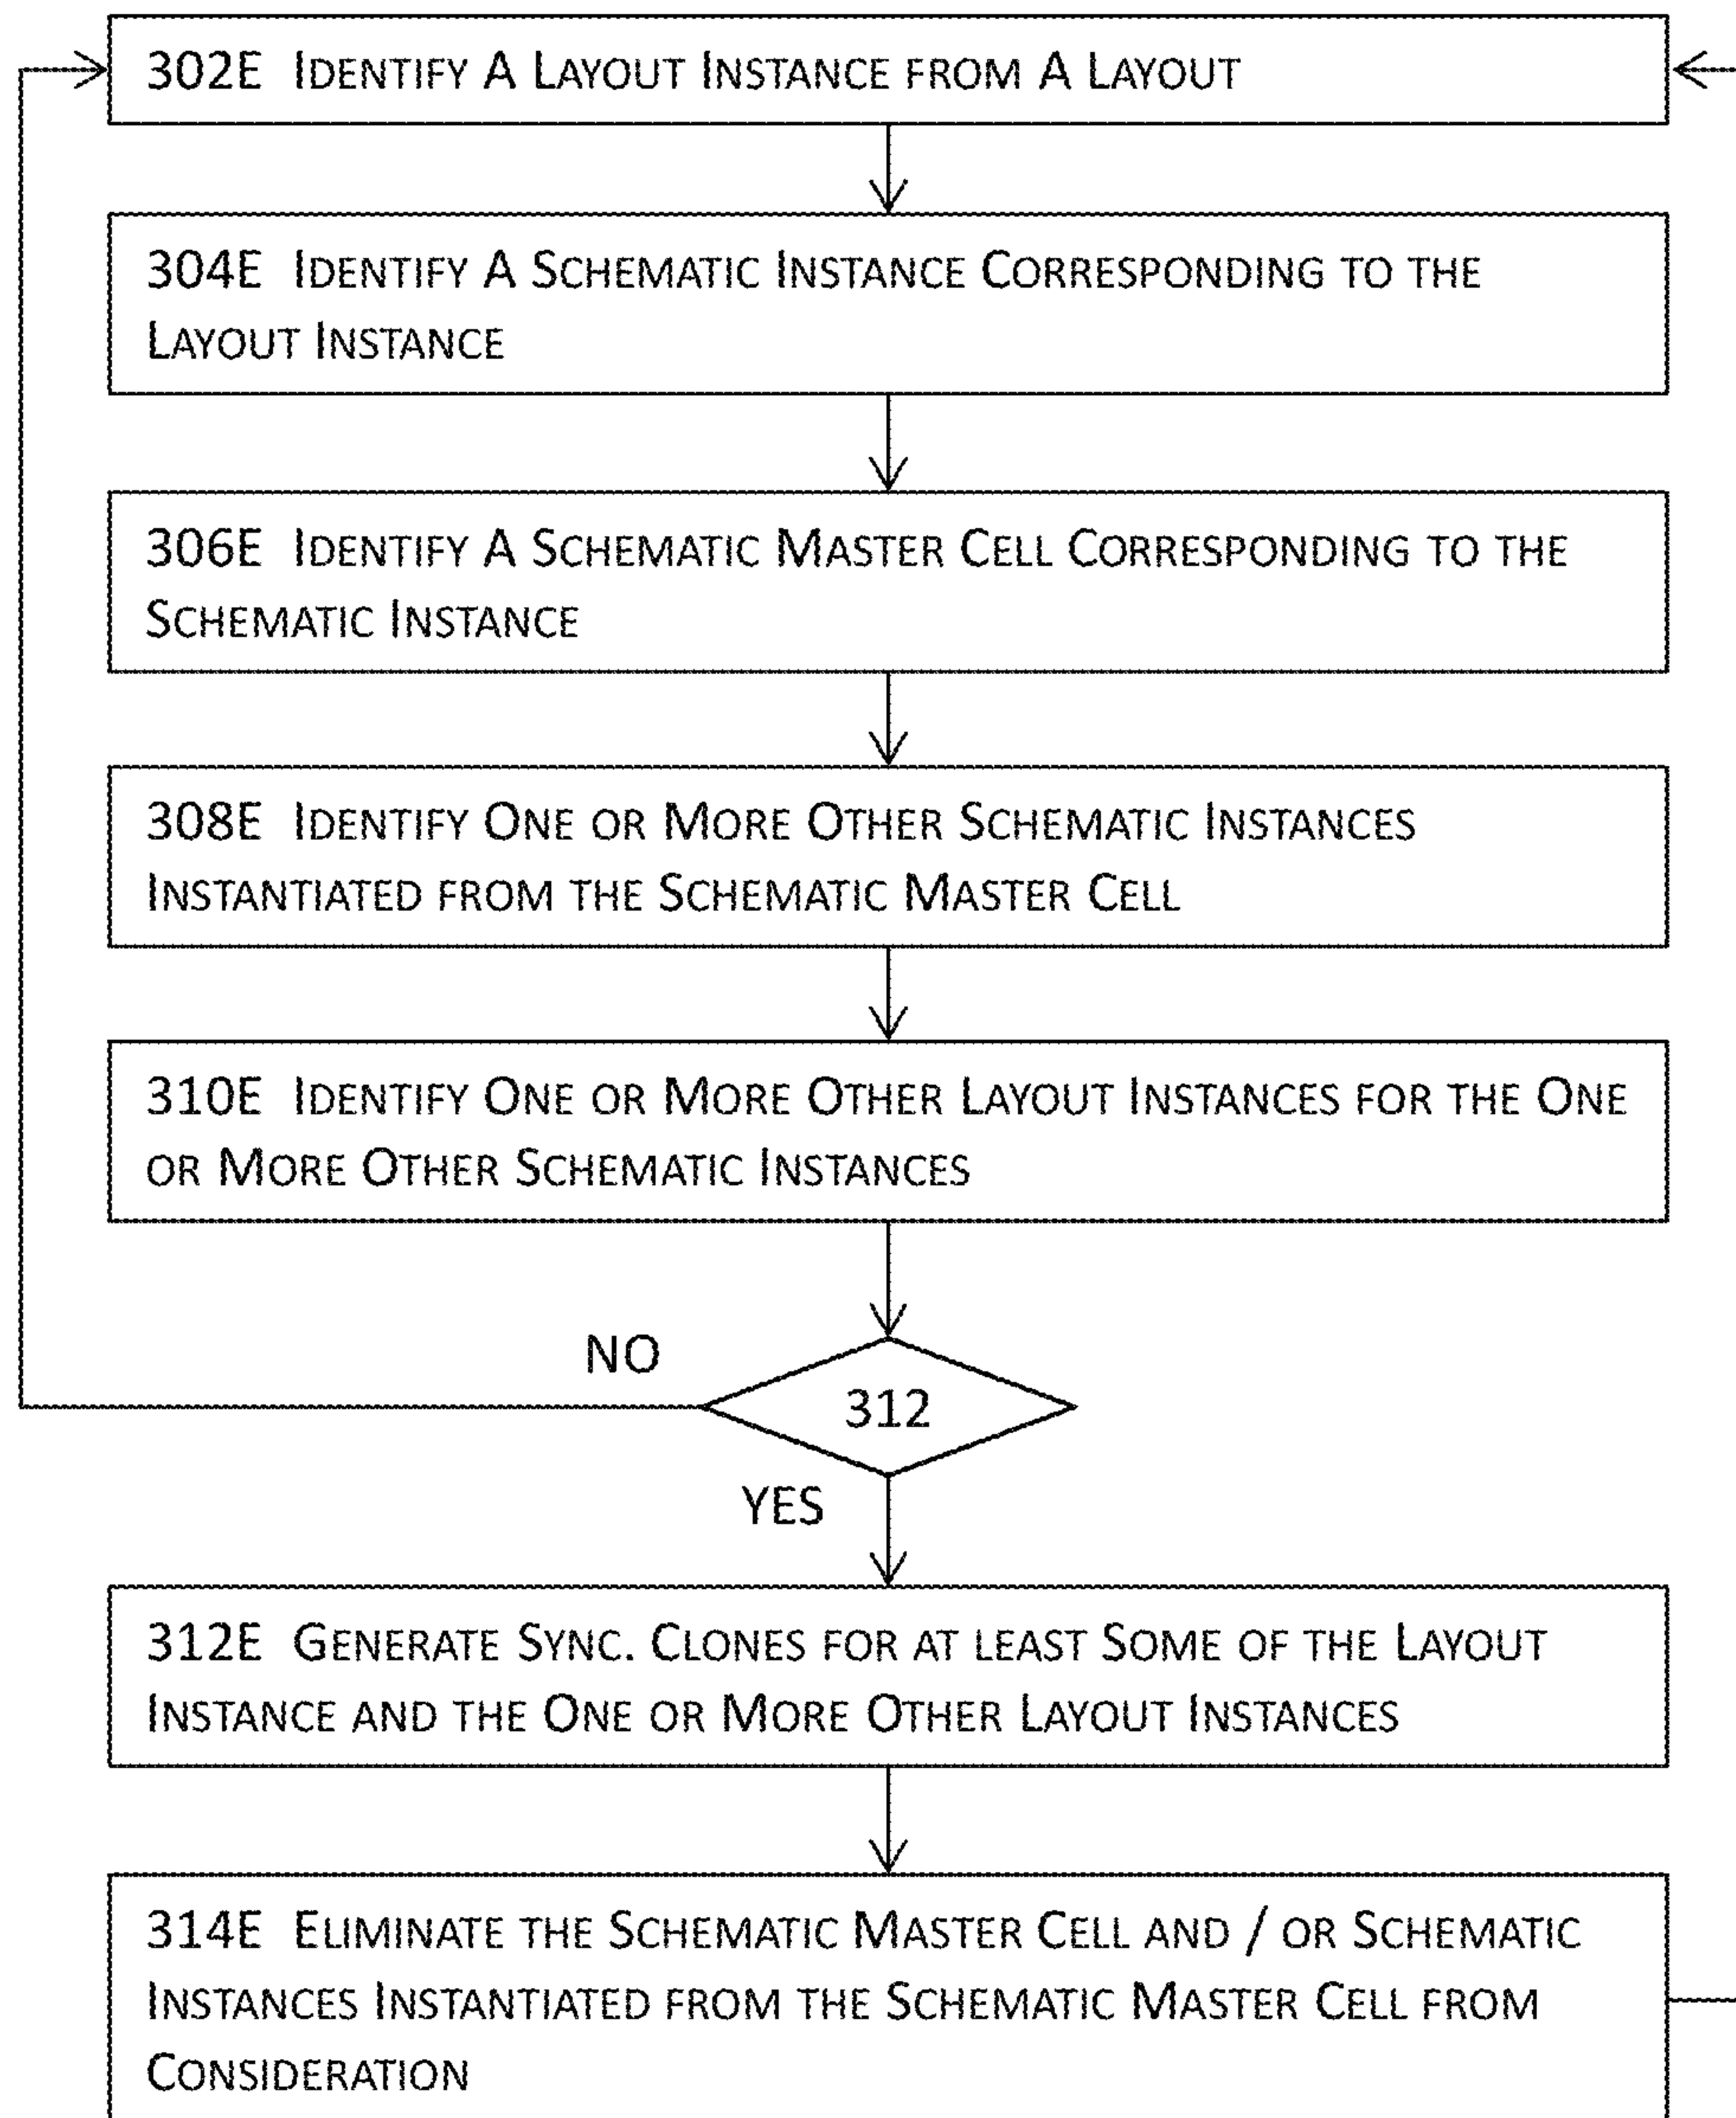 302E IDENTIFY A LAYOUT INSTANCE FROM A LAYOUT
304E IDENTIFY A SCHEMATIC INSTANCE CORRESPONDING TO THE
LAYOUT INSTANCE
306E IDENTIFY A SCHEMATIC MASTER CELL CORRESPONDING TO THE
SCHEMATIC INSTANCE
308E IDENTIFY ONE OR MORE OTHER SCHEMATIC INSTANCES
INSTANTIATED FROM THE SCHEMATIC MASTER CELL
310E IDENTIFY ONE OR MORE OTHER LAYOUT INSTANCES FOR THE ONE
OR MORE OTHER SCHEMATIC INSTANCES
NO
312
YES
312E GENERATE SYNC. CLONES FOR AT LEAST SOME OF THE LAYOUT
INSTANCE AND THE ONE OR MORE OTHER LAYOUT INSTANCES
314E ELIMINATE THE SCHEMATIC MASTER CELL AND / OR SCHEMATIC
INSTANCES INSTANTIATED FROM THE SCHEMATIC MASTER CELL FROM
CONSIDERATION